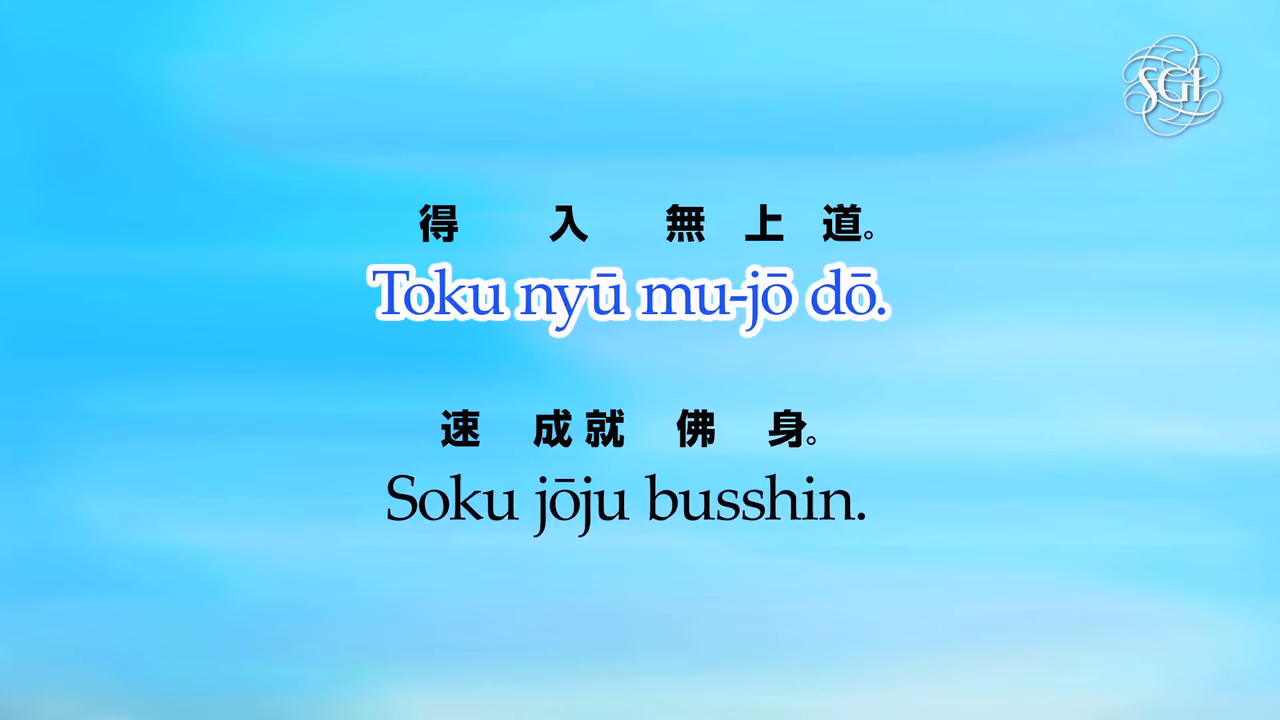 SGI
得 入 無 上 道。
Toku nyū mu-jō dō.
速 成 就 佛 身。
Soku jōju busshin.